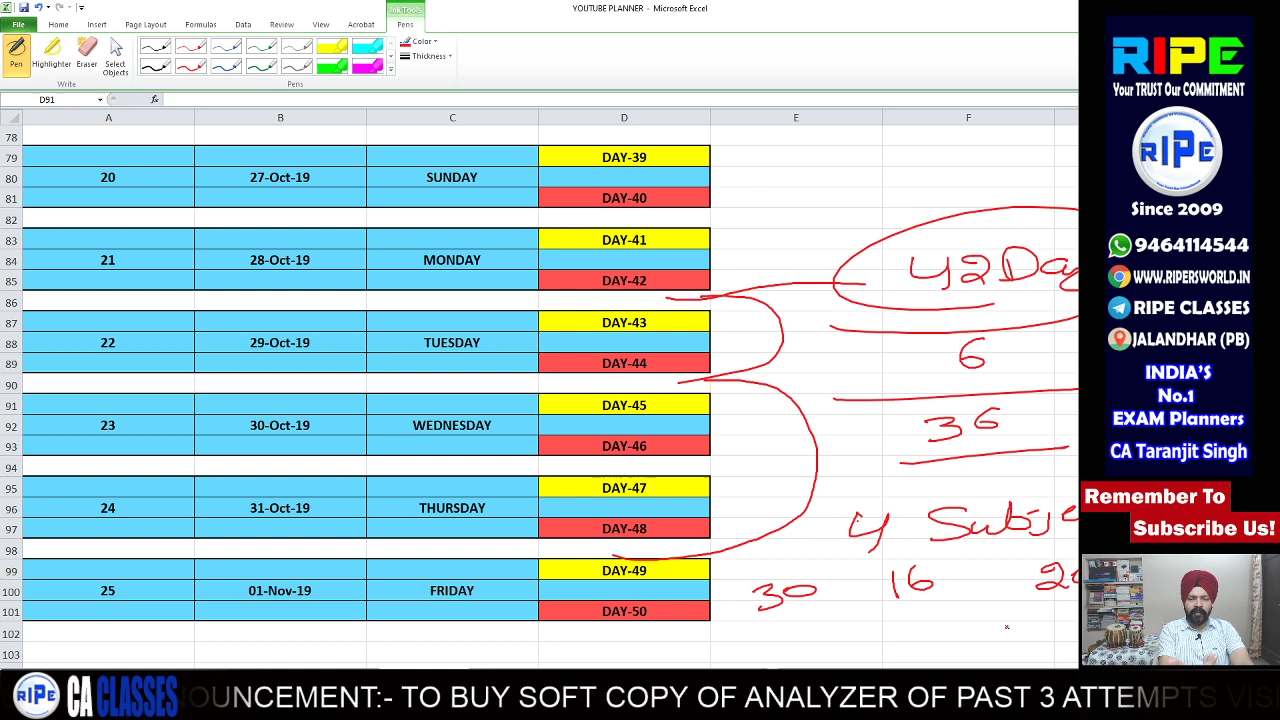 YOUTUBE PLANNER - Microsoft Excel
Ink Tools
File Home Insert Page Layout Formulas Data Review View Acrobat Pens
Pen Highlighter Eraser Select Objects
Color
Thickness
Write Pens
D91 fx
A B C D E F
78
79 DAY-39
80 20 27-Oct-19 SUNDAY
81 DAY-40
82
83 DAY-41
84 21 28-Oct-19 MONDAY
85 DAY-42
86
87 DAY-43
88 22 29-Oct-19 TUESDAY
89 DAY-44
90
91 DAY-45
92 23 30-Oct-19 WEDNESDAY
93 DAY-46
94
95 DAY-47
96 24 31-Oct-19 THURSDAY
97 DAY-48
98
99 DAY-49
100 25 01-Nov-19 FRIDAY
101 DAY-50
102
103
42 Day
6
36
4 Subje
30 16 2
RIPE
Your TRUST Our COMMITMENT
RIPE
Since 2009
9464114544
WWW.RIPERSWORLD.IN
RIPE CLASSES
JALANDHAR (PB)
INDIA'S
No.1
EXAM Planners
CA Taranjit Singh
Remember To
Subscribe Us!
RIPE CA CLASSES
OUNCEMENT:- TO BUY SOFT COPY OF ANALYZER OF PAST 3 ATTEMPTS VIS